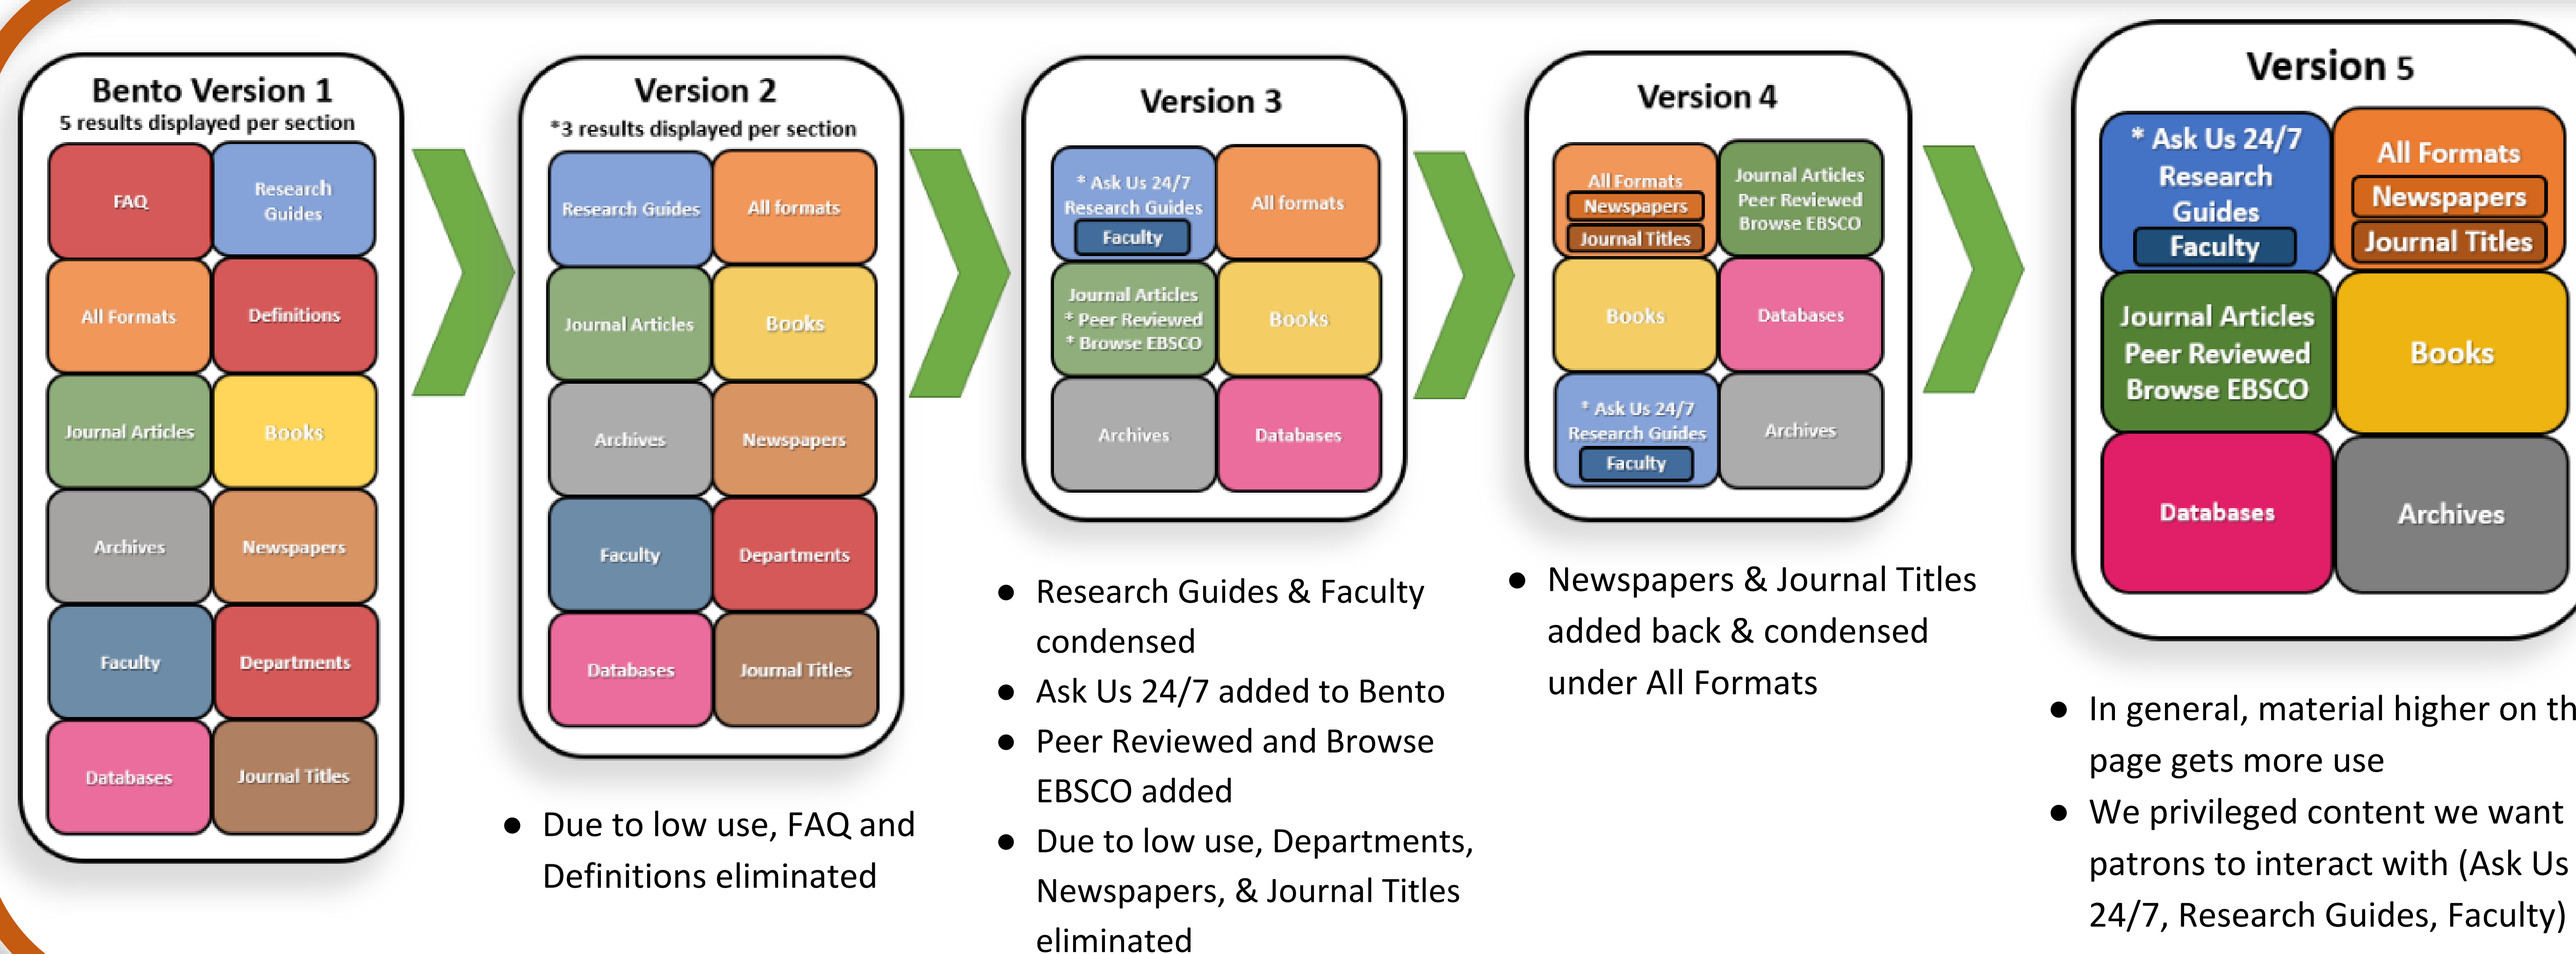 Bento Version 1
5 results displayed per section
FAQ
Research
Guides
All Formats
Definitions
Journal Articles
Books
Archives
Newspapers
Faculty
Departments
Databases
Journal Titles
Version 2
*3 results displayed per section
Research Guides
All formats
Journal Articles
Books
Archives
Newspapers
Faculty
Departments
Databases
Journal Titles
● Due to low use, FAQ and
Definitions eliminated
Version 3
* Ask Us 24/7
Research Guides
Faculty
All formats
Journal Articles
* Peer Reviewed
* Browse EBSCO
Books
Archives
Databases
● Research Guides & Faculty
condensed
● Ask Us 24/7 added to Bento
● Peer Reviewed and Browse
EBSCO added
● Due to low use, Departments,
Newspapers, & Journal Titles
eliminated
Version 4
All Formats
Newspapers
Journal Titles
Journal Articles
Peer Reviewed
Browse EBSCO
Books
Databases
* Ask Us 24/7
Research Guides
Faculty
Archives
● Newspapers & Journal Titles
added back & condensed
under All Formats
Version 5
* Ask Us 24/7
Research
Guides
Faculty
All Formats
Newspapers
Journal Titles
Journal Articles
Peer Reviewed
Browse EBSCO
Books
Databases
Archives
● In general, material higher on th
page gets more use
● We privileged content we want
patrons to interact with (Ask Us
24/7, Research Guides, Faculty)